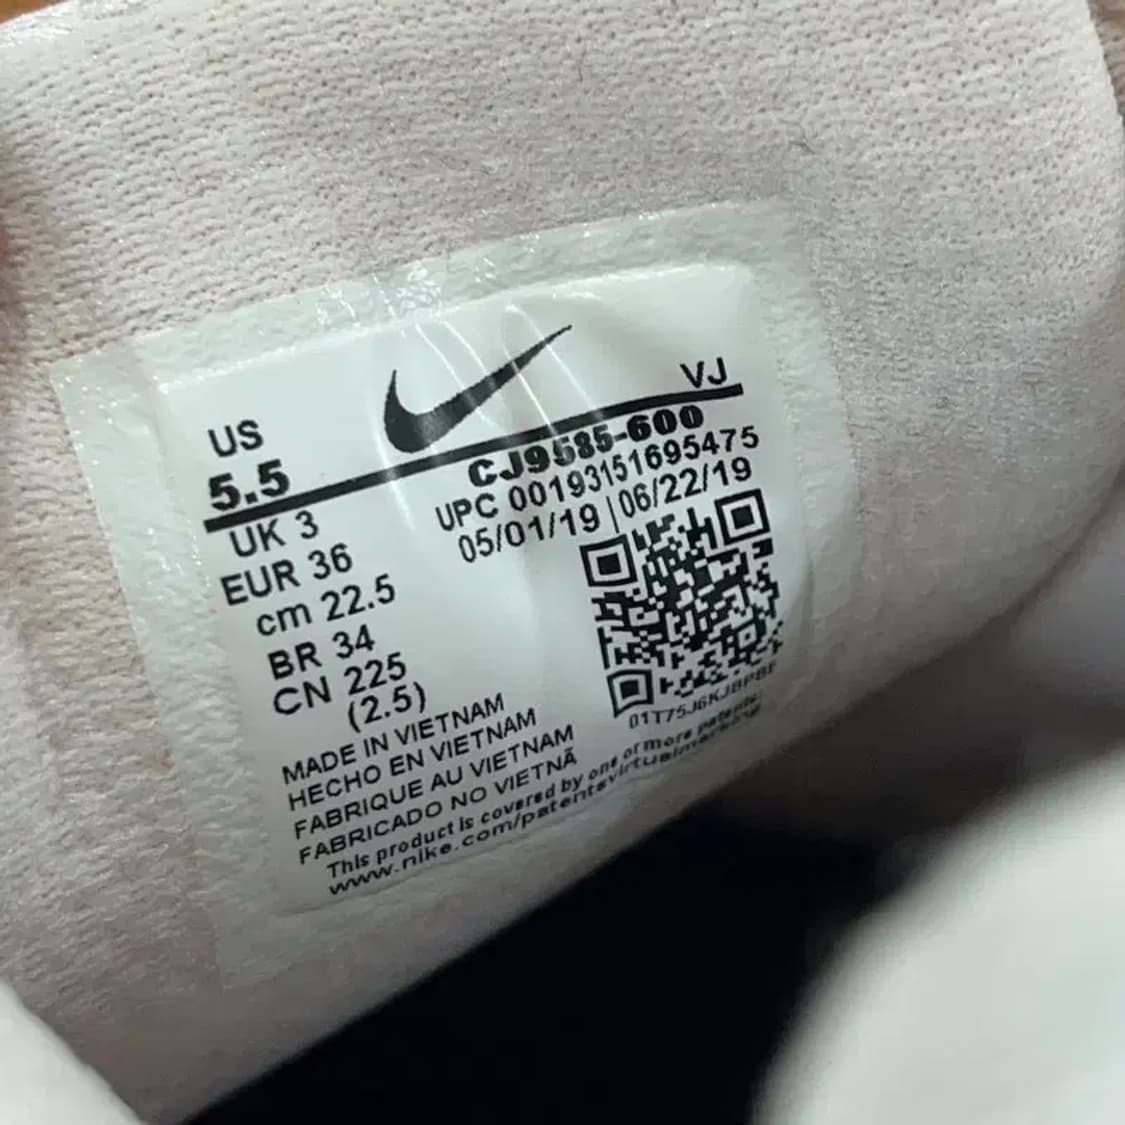 US
5.5
VJ
CJ9585-600
UPC 00193151695475
05/01/19 | 06/22/19
UK 3
EUR 36
cm 22.5
BR 34
CN 225
(2.5)
MADE IN VIETNAM
HECHO EN VIETNAM
FABRIQUE AU VIETNAM
FABRICADO NO VIETNÃ
This product is covered by one or more patents:
www.nike.com/patentsvirtualmarking